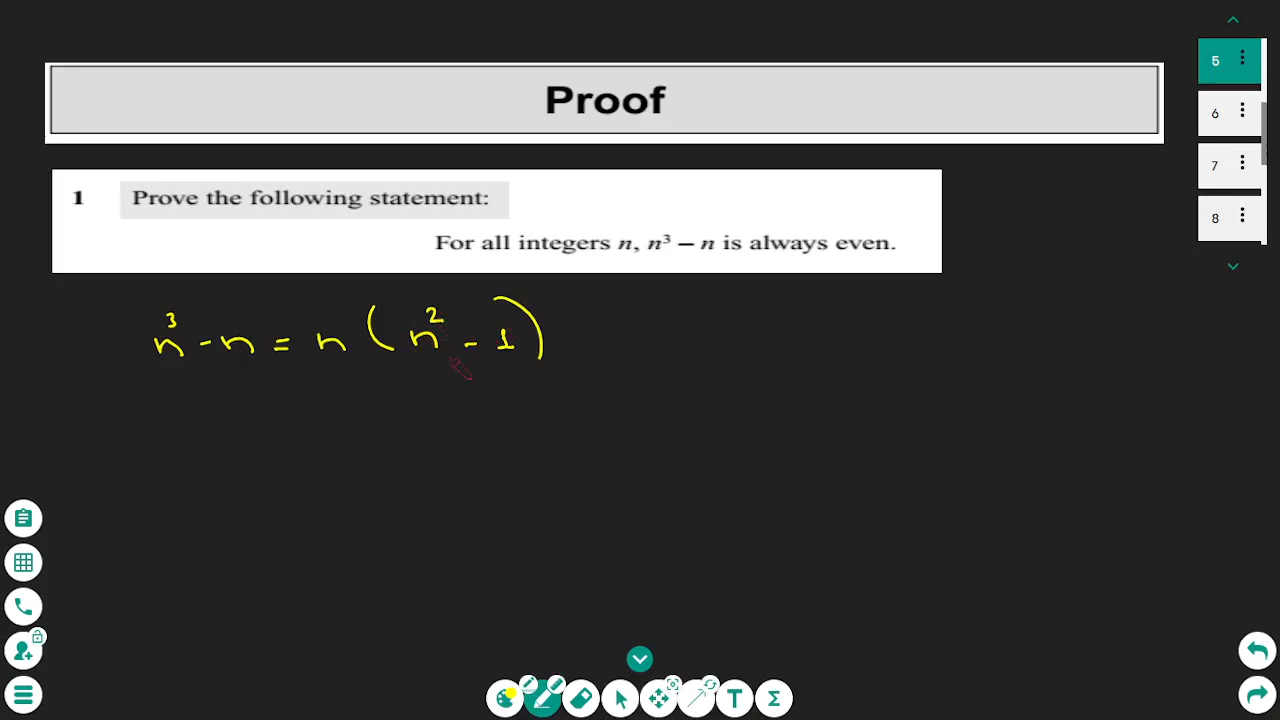 Proof
1 Prove the following statement:
For all integers n, n³ – n is always even.
n³ - n = n (n² - 1)
5
6
7
8
T
Σ